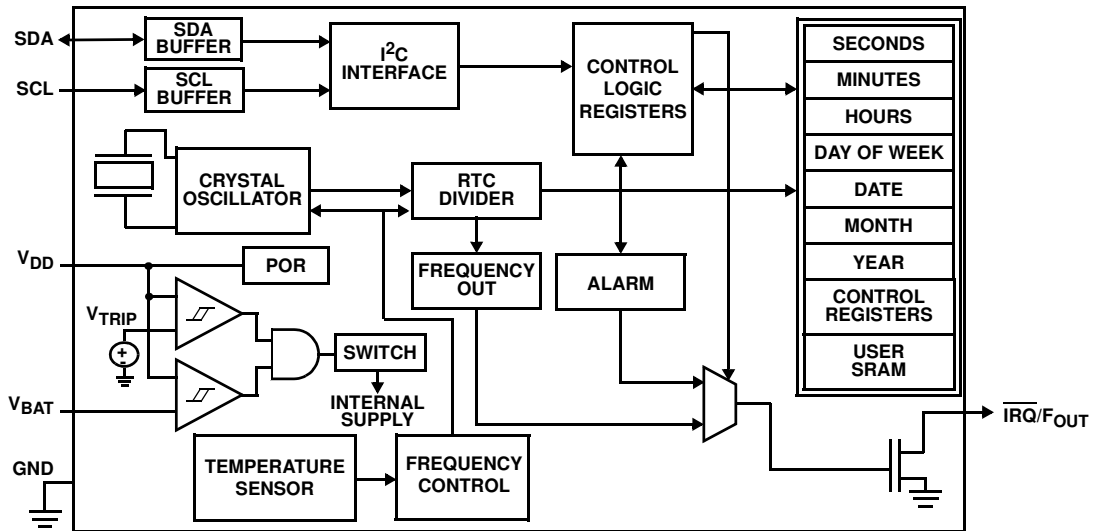 SDA
SDA
BUFFER
SCL
SCL
BUFFER
I²C
INTERFACE
CONTROL
LOGIC
REGISTERS
SECONDS
MINUTES
HOURS
DAY OF WEEK
DATE
MONTH
YEAR
CONTROL
REGISTERS
USER
SRAM
CRYSTAL
OSCILLATOR
RTC
DIVIDER
FREQUENCY
OUT
ALARM
VDD
POR
VTRIP
+
-
SWITCH
INTERNAL
SUPPLY
VBAT
GND
TEMPERATURE
SENSOR
FREQUENCY
CONTROL
IRQ/FOUT